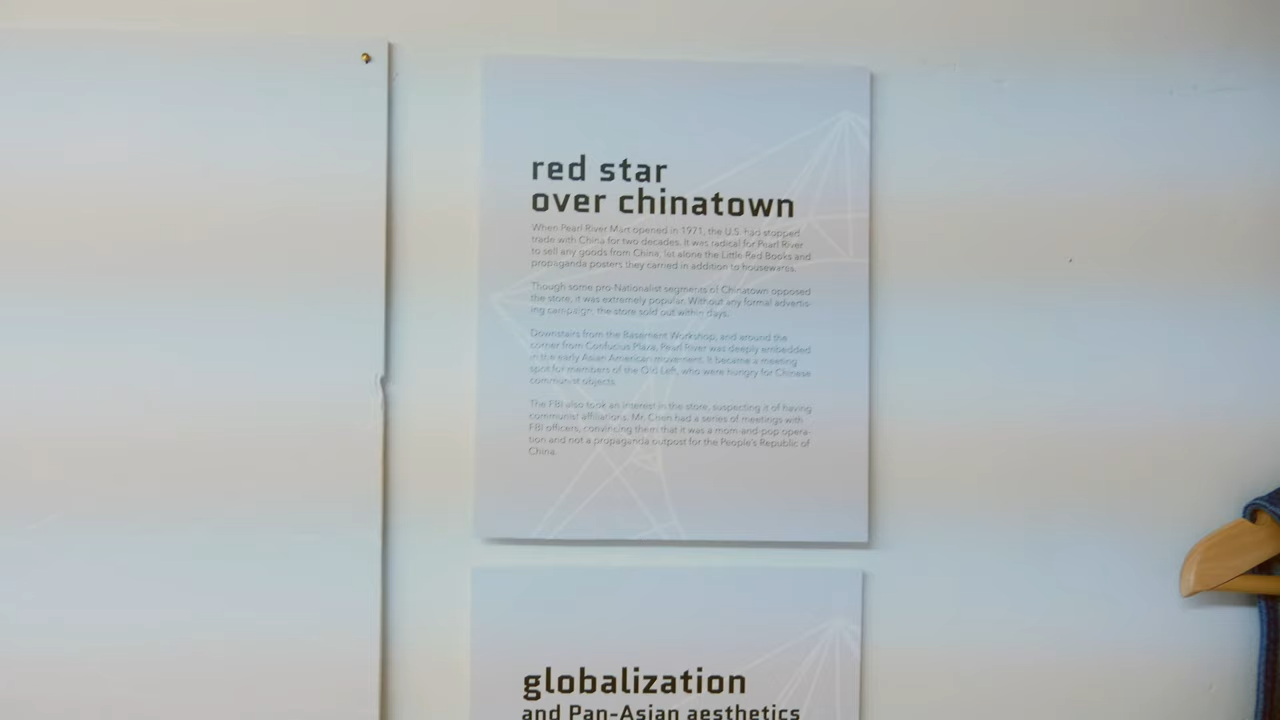 red star
over chinatown
When Pearl River Mart opened in 1971, the U.S. had stopped
trade with China for two decades. It was radical for Pearl River
to sell any goods from China, let alone the Little Red Books and
propaganda posters they carried in addition to housewares.
Though some pro-Nationalist segments of Chinatown opposed
the store, it was extremely popular. Without any formal advertis-
ing campaign, the store sold out within days.
Downstairs from the Basement Workshop, and around the
corner from Confucius Plaza, Pearl River was deeply embedded
in the early Asian American movement. It became a meeting
spot for members of the Old Left, who were hungry for Chinese
communist objects.
The FBI also took an interest in the store, suspecting it of having
communist affiliations. Mr. Chen had a series of meetings with
FBI officers, convincing them that it was a mom-and-pop opera-
tion and not a propaganda outpost for the People's Republic of
China.
globalization
and Pan-Asian aesthetics